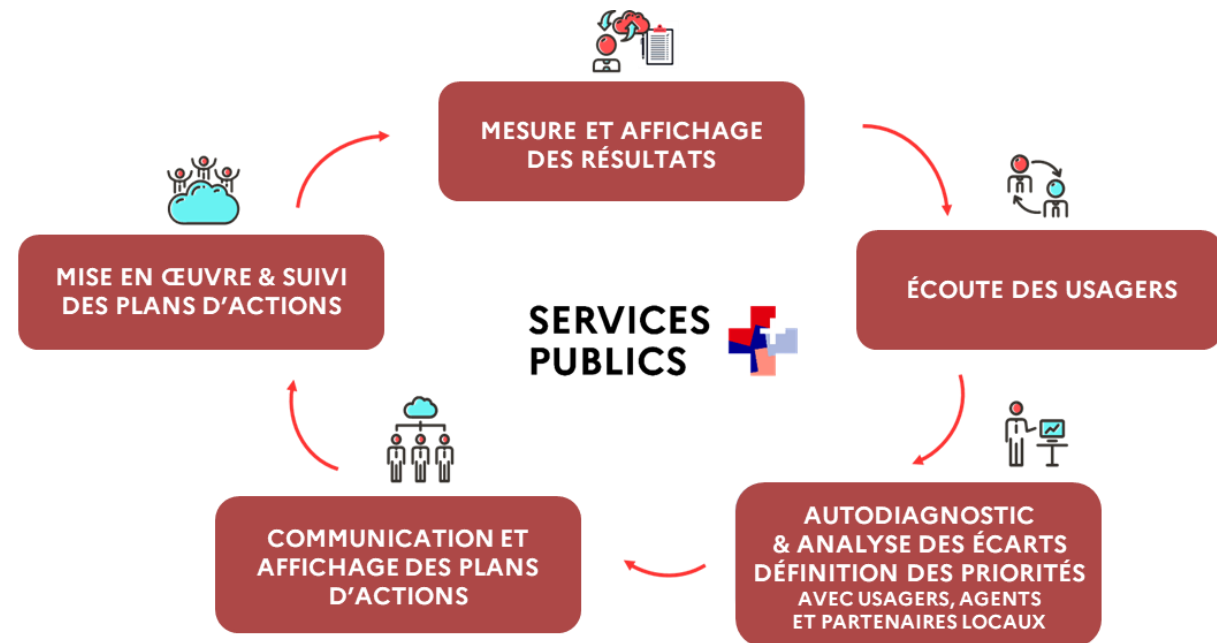 MESURE ET AFFICHAGE
DES RÉSULTATS
ÉCOUTE DES USAGERS
AUTODIAGNOSTIC
& ANALYSE DES ÉCARTS
DÉFINITION DES PRIORITÉS
AVEC USAGERS, AGENTS
ET PARTENAIRES LOCAUX
COMMUNICATION ET
AFFICHAGE DES PLANS
D’ACTIONS
MISE EN ŒUVRE & SUIVI
DES PLANS D’ACTIONS
SERVICES
PUBLICS